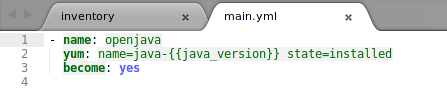 inventory × main.yml ×
1 - name: openjava
2 yum: name=java-{{java_version}} state=installed
3 become: yes
4